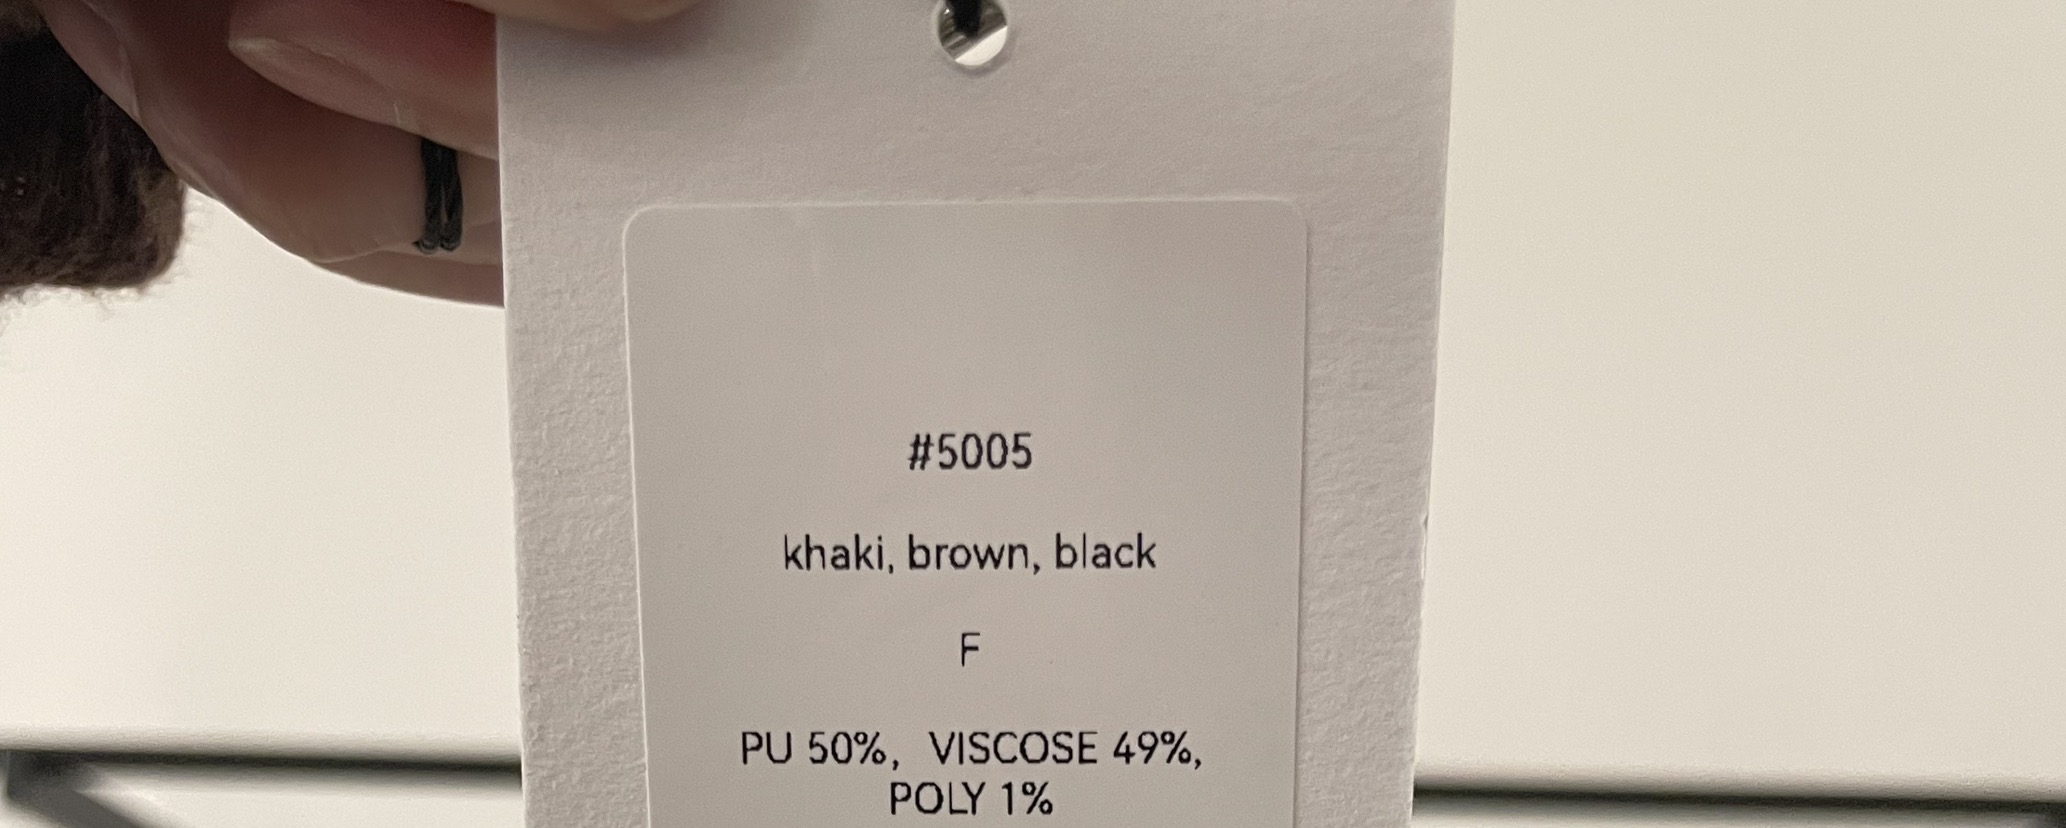 #5005
khaki, brown, black
F
PU 50%, VISCOSE 49%,
POLY 1%